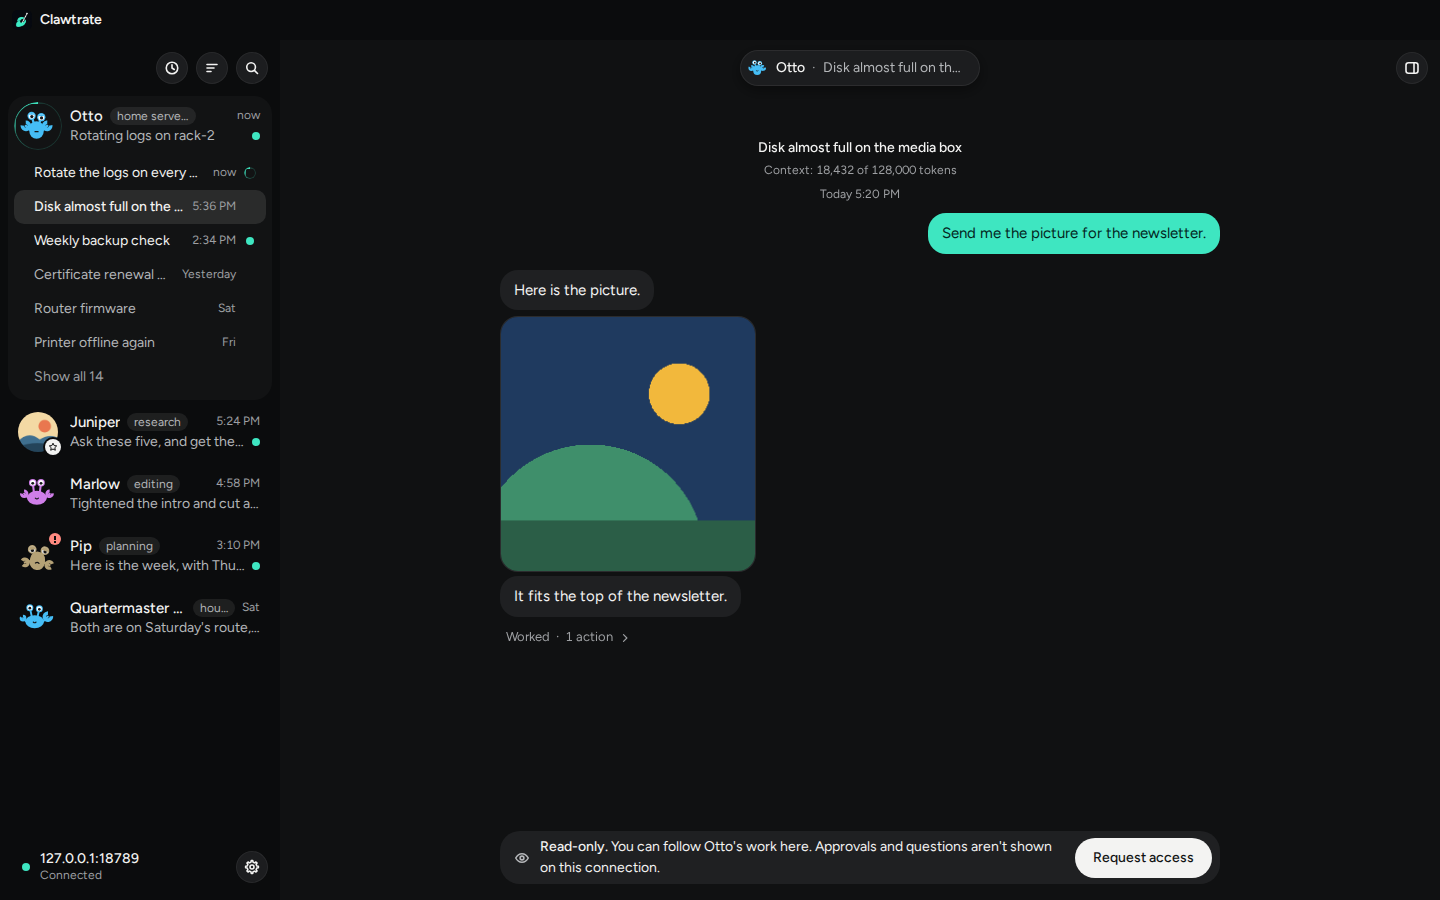 Clawtrate
Otto home serve... now
Rotating logs on rack-2
Rotate the logs on every ... now
Disk almost full on the ... 5:36 PM
Weekly backup check 2:34 PM
Certificate renewal ... Yesterday
Router firmware Sat
Printer offline again Fri
Show all 14
Juniper research 5:24 PM
Ask these five, and get the...
Marlow editing 4:58 PM
Tightened the intro and cut a...
Pip planning 3:10 PM
Here is the week, with Thu...
Quartermaster ... hou... Sat
Both are on Saturday's route,...
127.0.0.1:18789
Connected
Otto · Disk almost full on th...
Disk almost full on the media box
Context: 18,432 of 128,000 tokens
Today 5:20 PM
Send me the picture for the newsletter.
Here is the picture.
It fits the top of the newsletter.
Worked · 1 action
Read-only. You can follow Otto's work here. Approvals and questions aren't shown
on this connection.
Request access